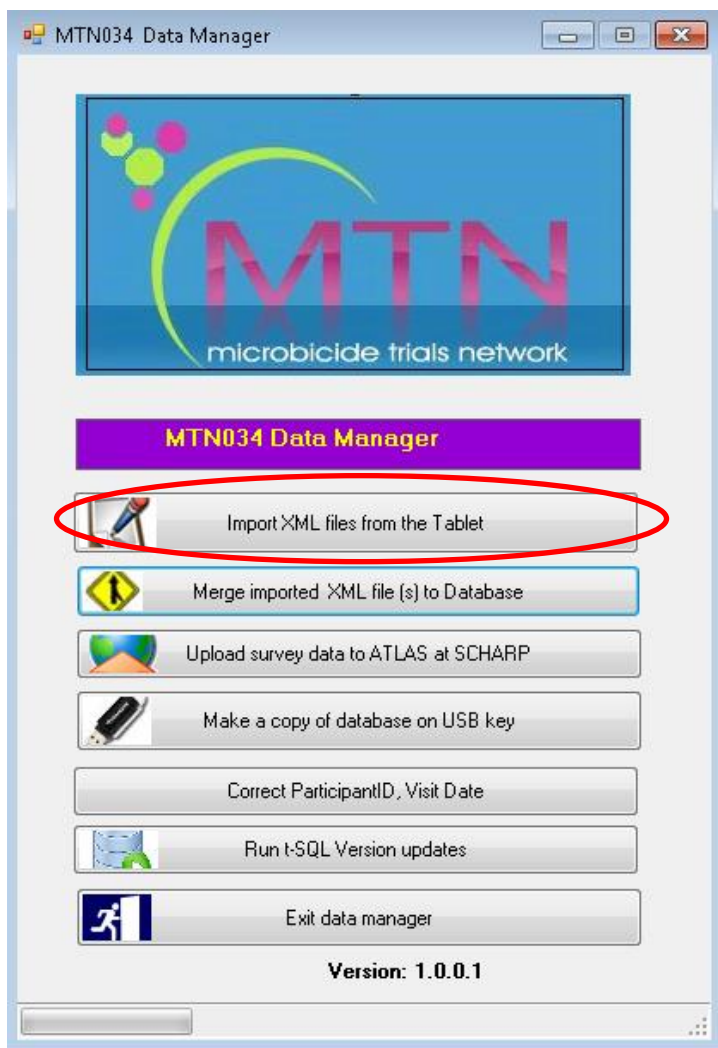 MTN034 Data Manager
MTN
microbicide trials network
MTN034 Data Manager
Import XML files from the Tablet
Merge imported XML file (s) to Database
Upload survey data to ATLAS at SCHARP
Make a copy of database on USB key
Correct ParticipantID, Visit Date
Run t-SQL Version updates
Exit data manager
Version: 1.0.0.1